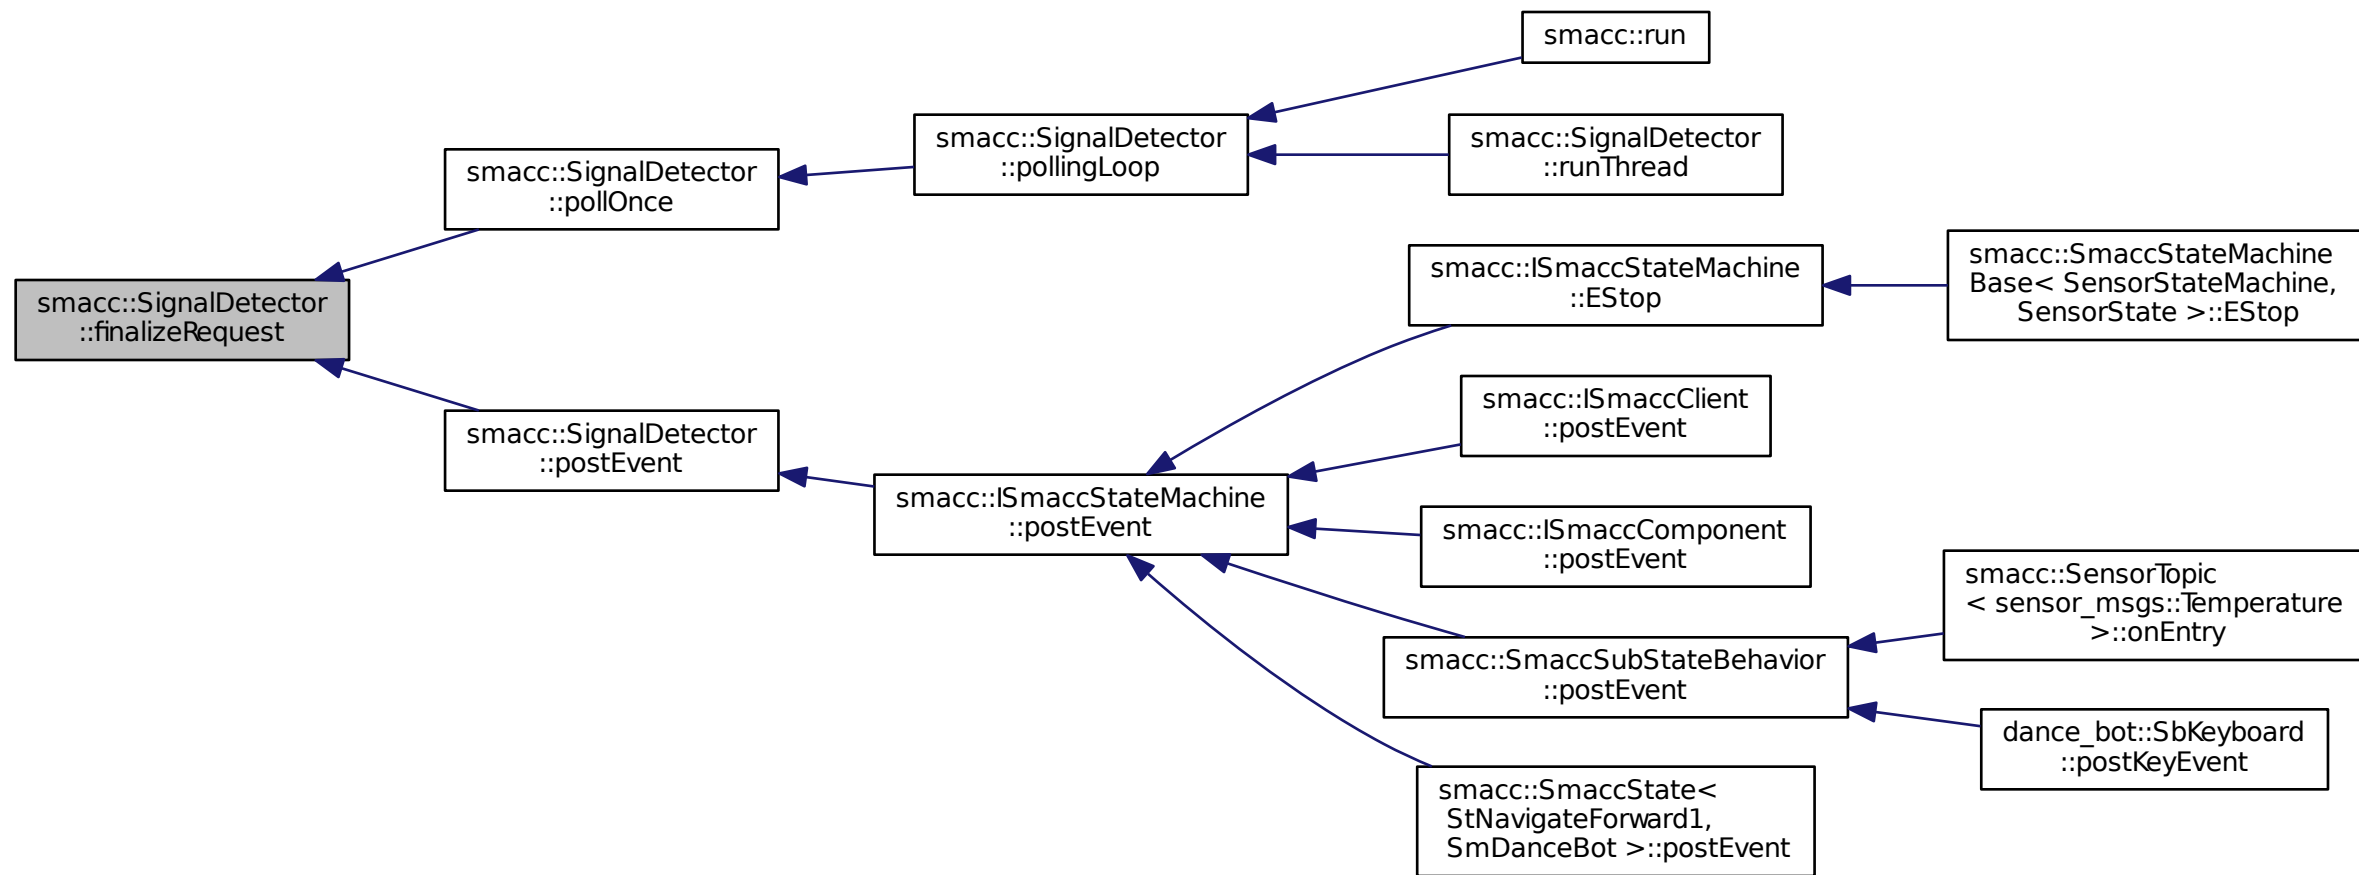 smacc::run
smacc::SignalDetector
::pollingLoop
smacc::SignalDetector
::runThread
smacc::SignalDetector
::pollOnce
smacc::SignalDetector
::finalizeRequest
smacc::ISmaccStateMachine
::EStop
smacc::SmaccStateMachine
Base< SensorStateMachine,
SensorState >::EStop
smacc::SignalDetector
::postEvent
smacc::ISmaccClient
::postEvent
smacc::ISmaccStateMachine
::postEvent
smacc::ISmaccComponent
::postEvent
smacc::SmaccSubStateBehavior
::postEvent
smacc::SensorTopic
< sensor_msgs::Temperature
>::onEntry
dance_bot::SbKeyboard
::postKeyEvent
smacc::SmaccState<
StNavigateForward1,
SmDanceBot >::postEvent